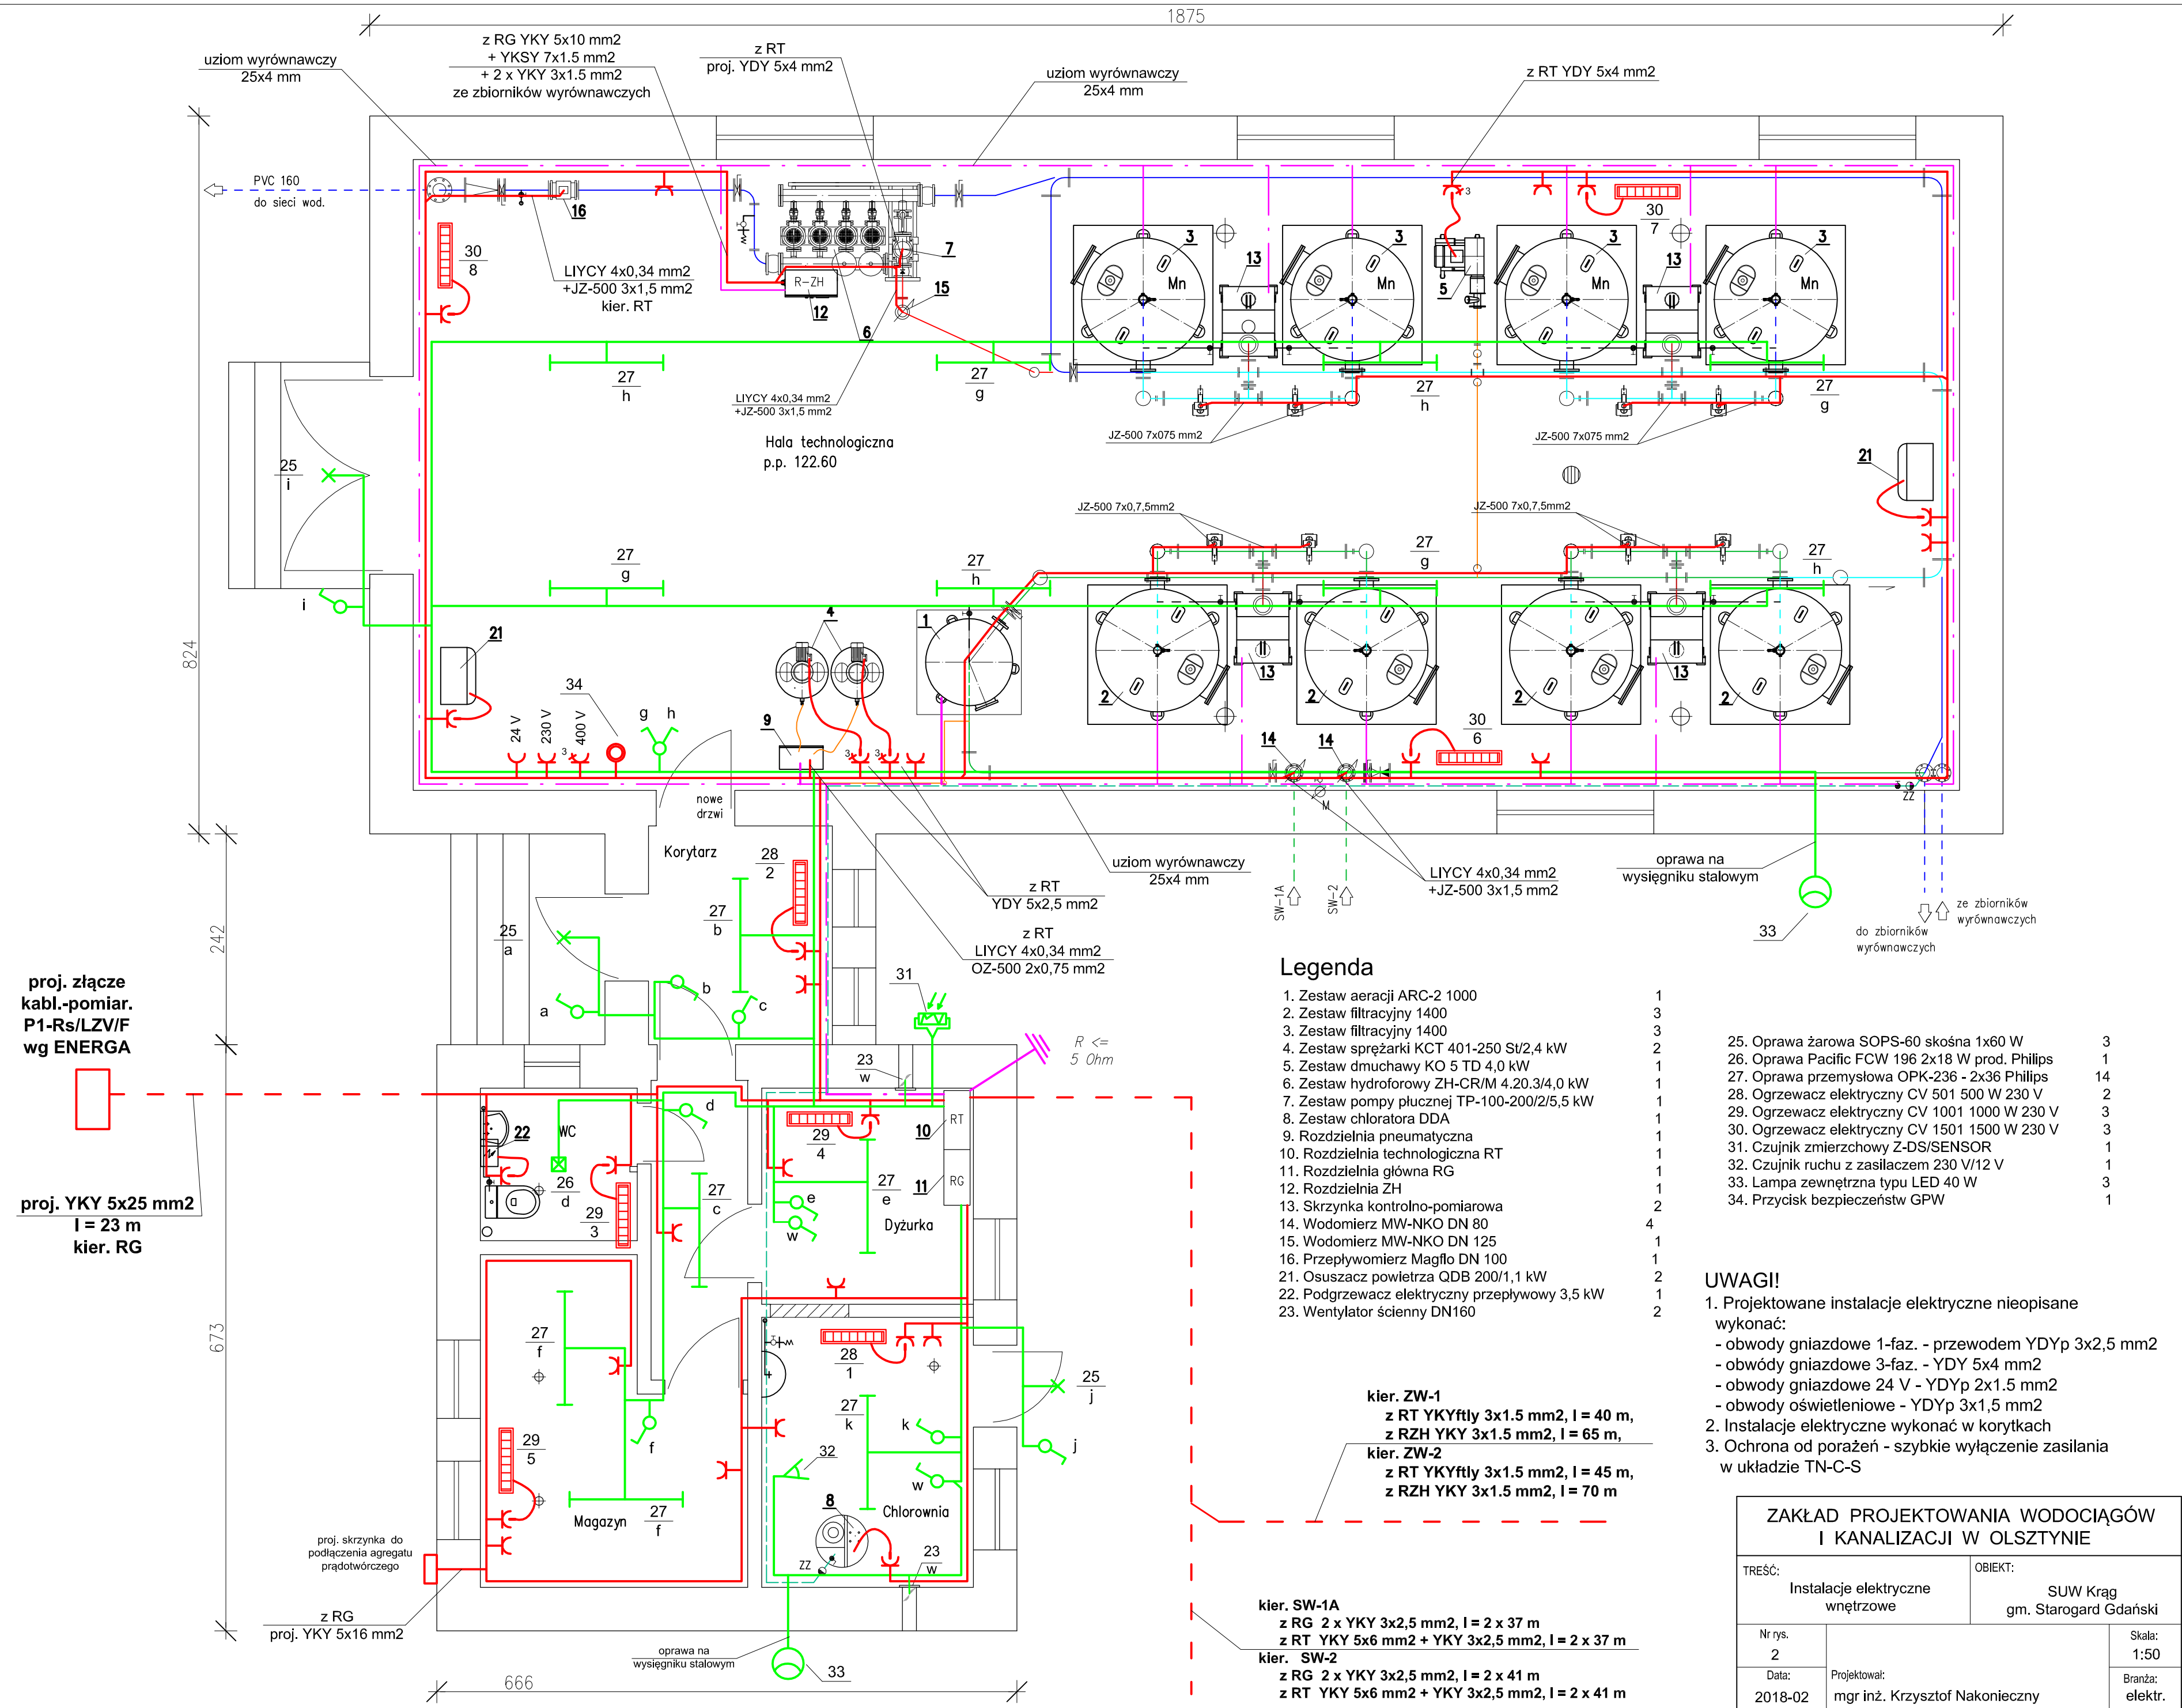 1875
z RG YKY 5x10 mm2
+ YKSY 7x1.5 mm2
+ 2 x YKY 3x1.5 mm2
ze zbiorników wyrównawczych
z RT
proj. YDY 5x4 mm2
uziom wyrównawczy
25x4 mm
uziom wyrównawczy
25x4 mm
z RT YDY 5x4 mm2
PVC 160
do sieci wod.
16
30
8
LIYCY 4x0,34 mm2
+JZ-500 3x1,5 mm2
kier. RT
R-ZH
12
6
7
15
3
Mn
13
3
Mn
5
3
3
Mn
30
7
13
3
Mn
27
h
27
g
27
h
27
g
LIYCY 4x0,34 mm2
+JZ-500 3x1,5 mm2
JZ-500 7x075 mm2
JZ-500 7x075 mm2
Hala technologiczna
p.p. 122.60
25
i
i
21
JZ-500 7x0,7,5mm2
JZ-500 7x0,7,5mm2
27
g
27
h
27
g
27
h
824
21
4
1
2
13
2
2
13
2
34
24 V
230 V
3
400 V
g
h
9
3
3
14
14
30
6
M
ZZ
nowe
drzwi
Korytarz
28
2
27
b
25
a
a
b
c
242
z RT
YDY 5x2,5 mm2
z RT
LIYCY 4x0,34 mm2
OZ-500 2x0,75 mm2
uziom wyrównawczy
25x4 mm
SW-1A
SW-2
LIYCY 4x0,34 mm2
+JZ-500 3x1,5 mm2
oprawa na
wysięgniku stalowym
33
do zbiorników
wyrównawczych
ze zbiorników
wyrównawczych
31
R <=
5 Ohm
proj. złącze
kabl.-pomiar.
P1-Rs/LZV/F
wg ENERGA
proj. YKY 5x25 mm2
l = 23 m
kier. RG
673
22
WC
26
d
29
3
d
27
c
23
w
29
4
10
RT
11
RG
e
w
27
e
Dyżurka
27
f
29
5
f
Magazyn
27
f
28
1
27
k
k
w
32
8
Chlorownia
ZZ
23
w
25
j
j
proj. skrzynka do
podłączenia agregatu
prądotwórczego
z RG
proj. YKY 5x16 mm2
oprawa na
wysięgniku stalowym
33
666
Legenda
1. Zestaw aeracji ARC-2 1000 1
2. Zestaw filtracyjny 1400 3
3. Zestaw filtracyjny 1400 3
4. Zestaw sprężarki KCT 401-250 St/2,4 kW 2
5. Zestaw dmuchawy KO 5 TD 4,0 kW 1
6. Zestaw hydroforowy ZH-CR/M 4.20.3/4,0 kW 1
7. Zestaw pompy płucznej TP-100-200/2/5,5 kW 1
8. Zestaw chloratora DDA 1
9. Rozdzielnia pneumatyczna 1
10. Rozdzielnia technologiczna RT 1
11. Rozdzielnia główna RG 1
12. Rozdzielnia ZH 1
13. Skrzynka kontrolno-pomiarowa 2
14. Wodomierz MW-NKO DN 80 4
15. Wodomierz MW-NKO DN 125 1
16. Przepływomierz Magflo DN 100 1
21. Osuszacz powietrza QDB 200/1,1 kW 2
22. Podgrzewacz elektryczny przepływowy 3,5 kW 1
23. Wentylator ścienny DN160 2
25. Oprawa żarowa SOPS-60 skośna 1x60 W 3
26. Oprawa Pacific FCW 196 2x18 W prod. Philips 1
27. Oprawa przemysłowa OPK-236 - 2x36 Philips 14
28. Ogrzewacz elektryczny CV 501 500 W 230 V 2
29. Ogrzewacz elektryczny CV 1001 1000 W 230 V 3
30. Ogrzewacz elektryczny CV 1501 1500 W 230 V 3
31. Czujnik zmierzchowy Z-DS/SENSOR 1
32. Czujnik ruchu z zasilaczem 230 V/12 V 1
33. Lampa zewnętrzna typu LED 40 W 3
34. Przycisk bezpieczeństw GPW 1
UWAGI!
1. Projektowane instalacje elektryczne nieopisane
wykonać:
- obwody gniazdowe 1-faz. - przewodem YDYp 3x2,5 mm2
- obwódy gniazdowe 3-faz. - YDY 5x4 mm2
- obwody gniazdowe 24 V - YDYp 2x1.5 mm2
- obwody oświetleniowe - YDYp 3x1,5 mm2
2. Instalacje elektryczne wykonać w korytkach
3. Ochrona od porażeń - szybkie wyłączenie zasilania
w układzie TN-C-S
kier. ZW-1
z RT YKYftly 3x1.5 mm2, l = 40 m,
z RZH YKY 3x1.5 mm2, l = 65 m,
kier. ZW-2
z RT YKYftly 3x1.5 mm2, l = 45 m,
z RZH YKY 3x1.5 mm2, l = 70 m
kier. SW-1A
z RG 2 x YKY 3x2,5 mm2, l = 2 x 37 m
z RT YKY 5x6 mm2 + YKY 3x2,5 mm2, l = 2 x 37 m
kier. SW-2
z RG 2 x YKY 3x2,5 mm2, l = 2 x 41 m
z RT YKY 5x6 mm2 + YKY 3x2,5 mm2, l = 2 x 41 m
ZAKŁAD PROJEKTOWANIA WODOCIĄGÓW
I KANALIZACJI W OLSZTYNIE
TREŚĆ:
Instalacje elektryczne
wnętrzowe
OBIEKT:
SUW Krąg
gm. Starogard Gdański
Nr rys.
2
Skala:
1:50
Data:
2018-02
Projektował:
mgr inż. Krzysztof Nakonieczny
Branża:
elektr.